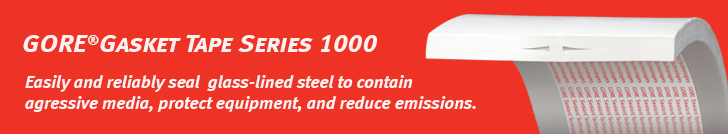 GORE®GASKET TAPE SERIES 1000
Easily and reliably seal glass-lined steel to contain
agressive media, protect equipment, and reduce emissions.